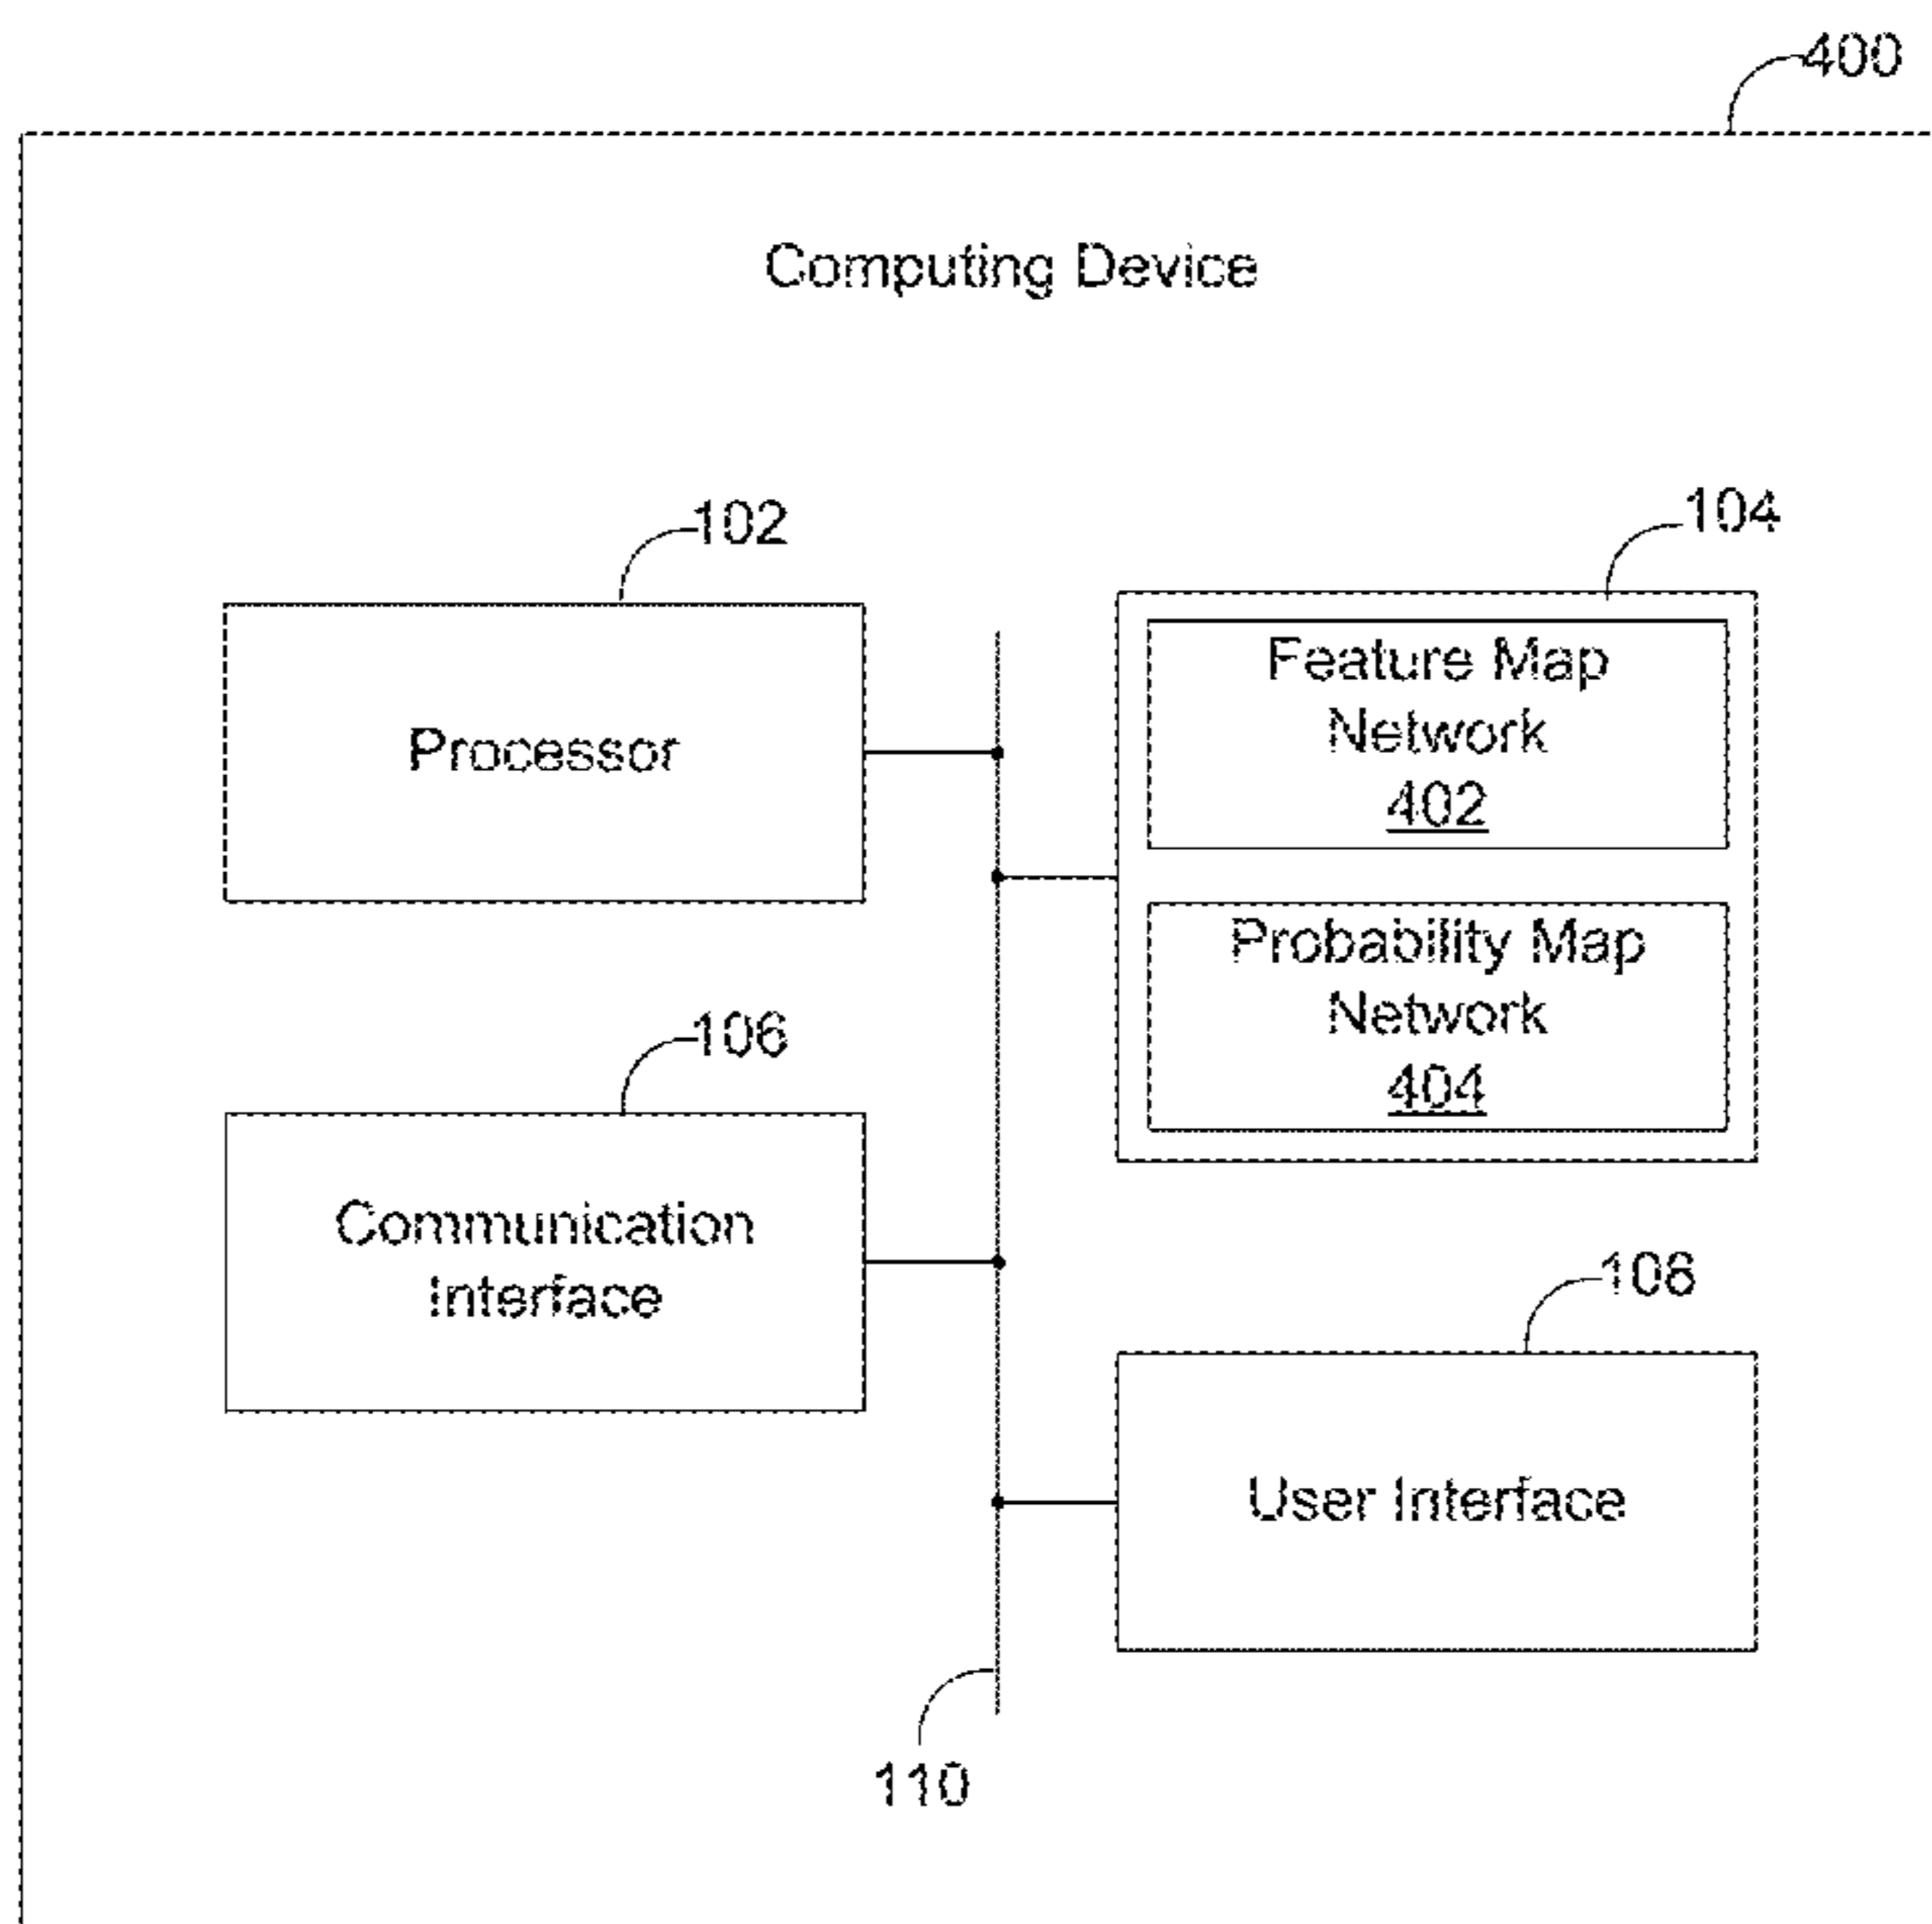 400
Computing Device
102
104
Processor
Feature Map
Network
402
Probability Map
Network
404
106
Communication
Interface
108
User Interface
110